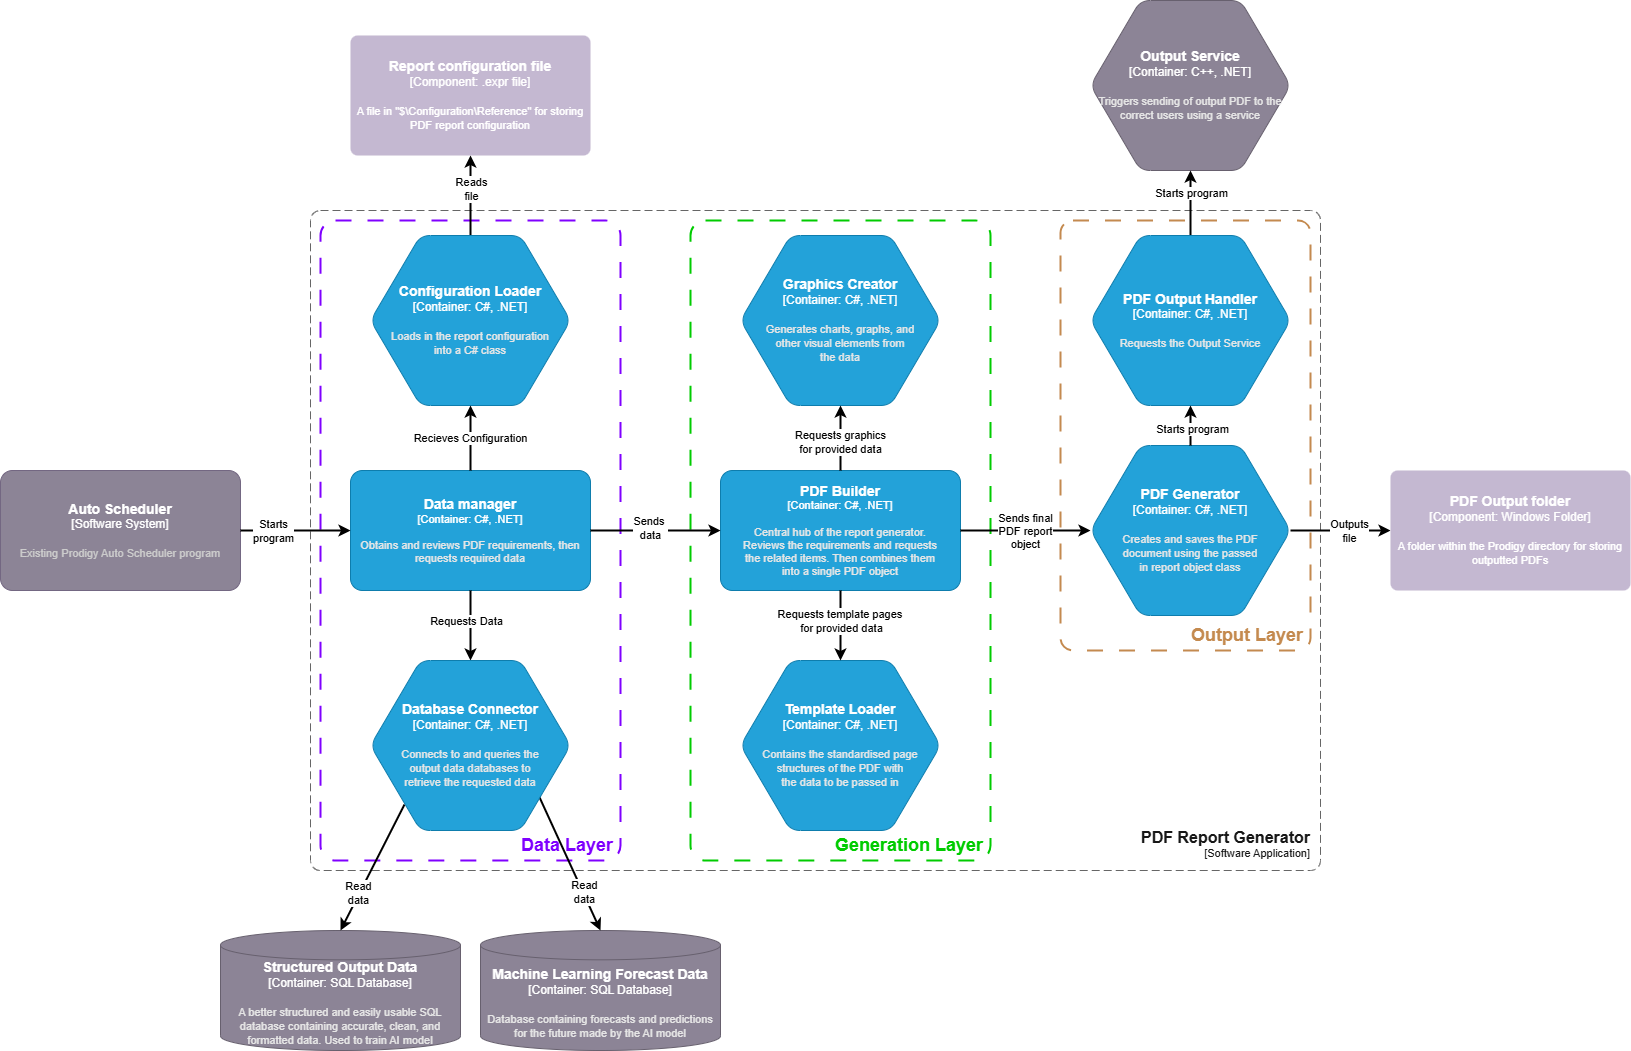 Report configuration file
[Component: .expr file]
A file in "$\Configuration\Reference" for storing
PDF report configuration
Output Service
[Container: C++, .NET]
Triggers sending of output PDF to the
correct users using a service
Reads
file
Starts program
Configuration Loader
[Container: C#, .NET]
Loads in the report configuration
into a C# class
Graphics Creator
[Container: C#, .NET]
Generates charts, graphs, and
other visual elements from
the data
PDF Output Handler
[Container: C#, .NET]
Requests the Output Service
Recieves Configuration
Requests graphics
for provided data
Starts program
Auto Scheduler
[Software System]
Existing Prodigy Auto Scheduler program
Starts
program
Data manager
[Container: C#, .NET]
Obtains and reviews PDF requirements, then
requests required data
Sends
data
PDF Builder
[Container: C#, .NET]
Central hub of the report generator.
Reviews the requirements and requests
the related items. Then combines them
into a single PDF object
Sends final
PDF report
object
PDF Generator
[Container: C#, .NET]
Creates and saves the PDF
document using the passed
in report object class
Outputs
file
PDF Output folder
[Component: Windows Folder]
A folder within the Prodigy directory for storing
outputted PDFs
Requests Data
Requests template pages
for provided data
Output Layer
Database Connector
[Container: C#, .NET]
Connects to and queries the
output data databases to
retrieve the requested data
Template Loader
[Container: C#, .NET]
Contains the standardised page
structures of the PDF with
the data to be passed in
Data Layer
Generation Layer
PDF Report Generator
[Software Application]
Read
data
Read
data
Structured Output Data
[Container: SQL Database]
A better structured and easily usable SQL
database containing accurate, clean, and
formatted data. Used to train AI model
Machine Learning Forecast Data
[Container: SQL Database]
Database containing forecasts and predictions
for the future made by the AI model